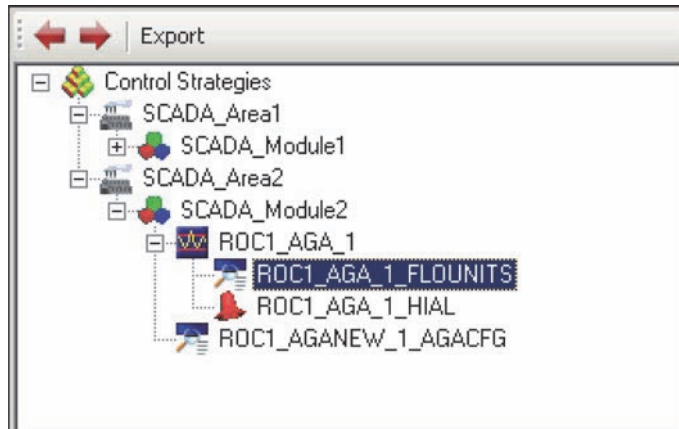 Export
Control Strategies
SCADA_Area1
SCADA_Module1
SCADA_Area2
SCADA_Module2
ROC1_AGA_1
ROC1_AGA_1_FLOUNITS
ROC1_AGA_1_HIAL
ROC1_AGANEW_1_AGACFG